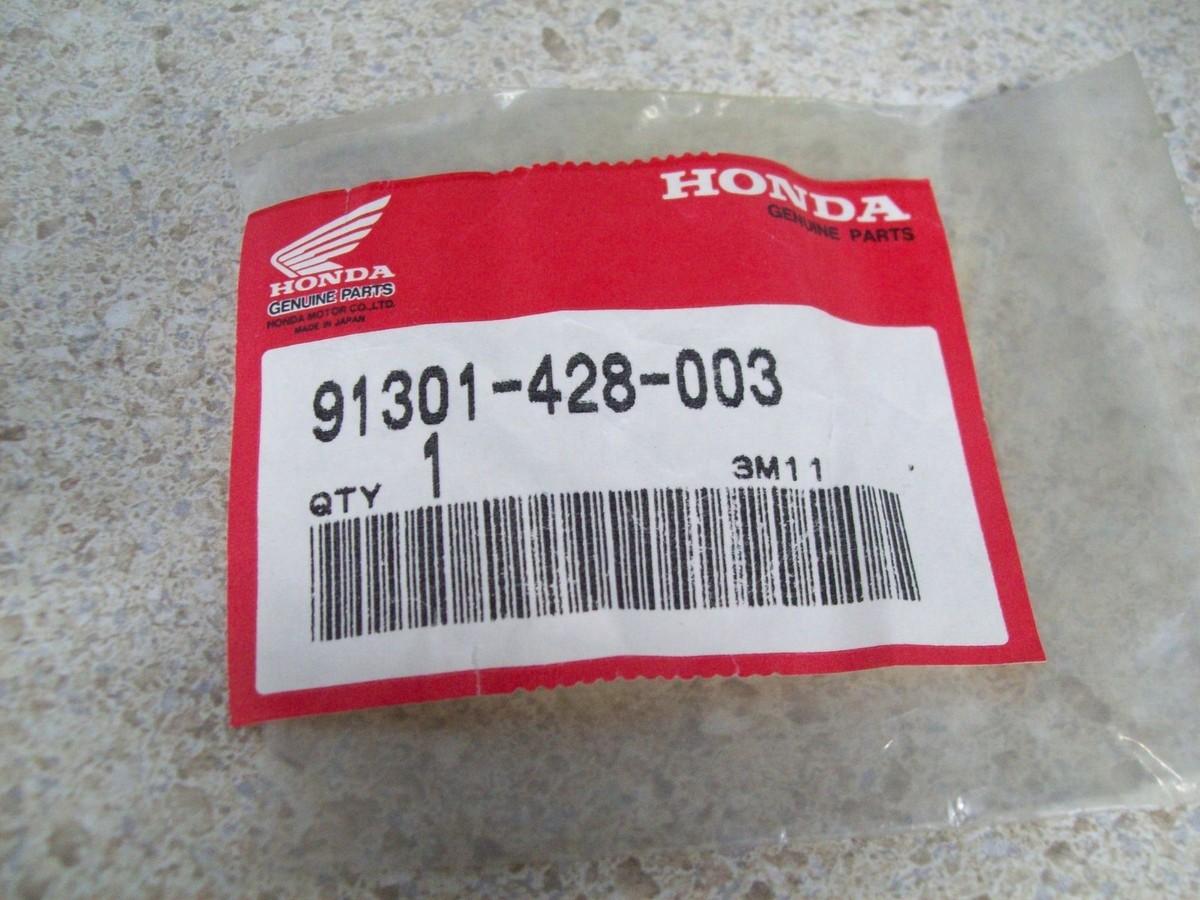 HONDA
GENUINE PARTS
HONDA
GENUINE PARTS
HONDA MOTOR CO.,LTD.
MADE IN JAPAN
91301-428-003
QTY 1
3M11